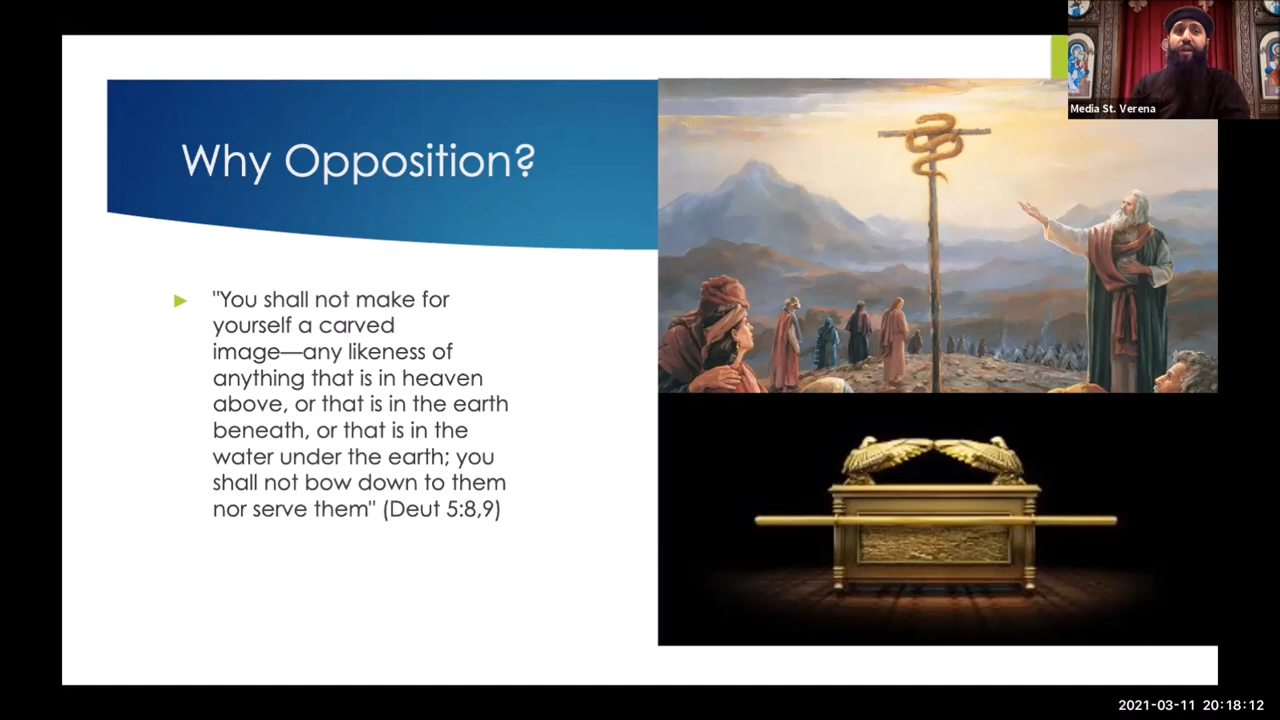 Media St. Verena
Why Opposition?
"You shall not make for
yourself a carved
image—any likeness of
anything that is in heaven
above, or that is in the earth
beneath, or that is in the
water under the earth; you
shall not bow down to them
nor serve them" (Deut 5:8,9)
2021-03-11 20:18:12